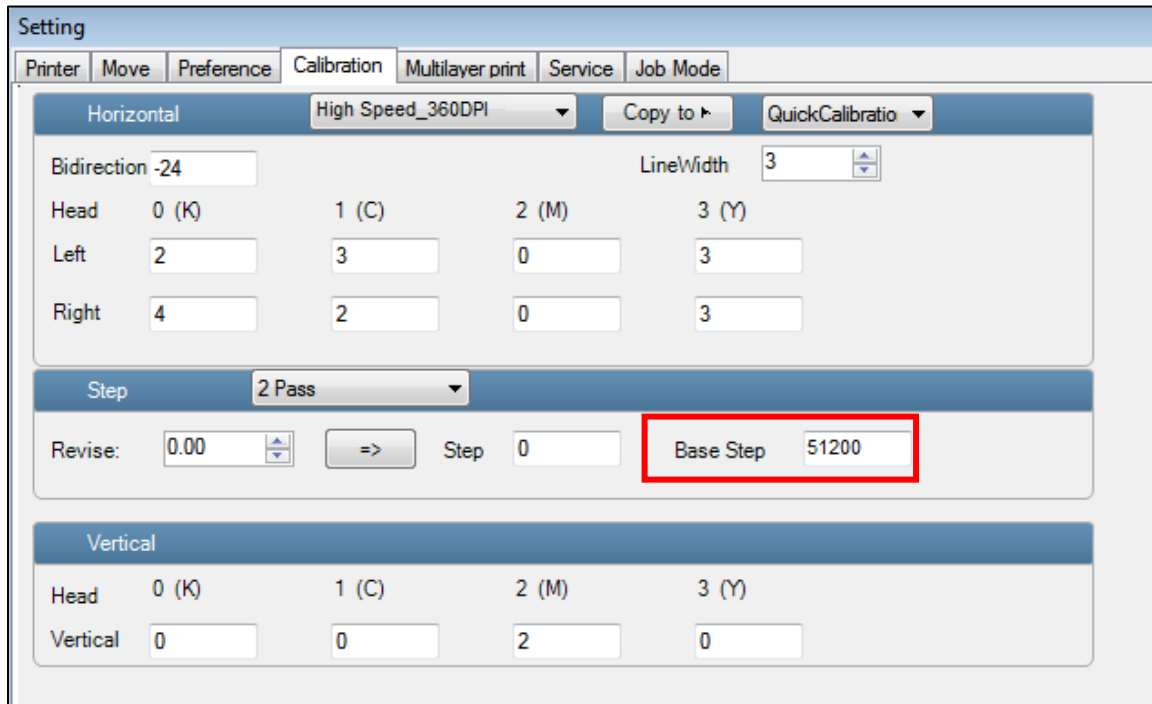 Setting
Printer Move Preference Calibration Multilayer print Service Job Mode
Horizontal High Speed_360DPI Copy to QuickCalibratio
Bidirection -24 LineWidth 3
Head 0 (K) 1 (C) 2 (M) 3 (Y)
Left 2 3 0 3
Right 4 2 0 3
Step 2 Pass
Revise: 0.00 => Step 0 Base Step 51200
Vertical
Head 0 (K) 1 (C) 2 (M) 3 (Y)
Vertical 0 0 2 0